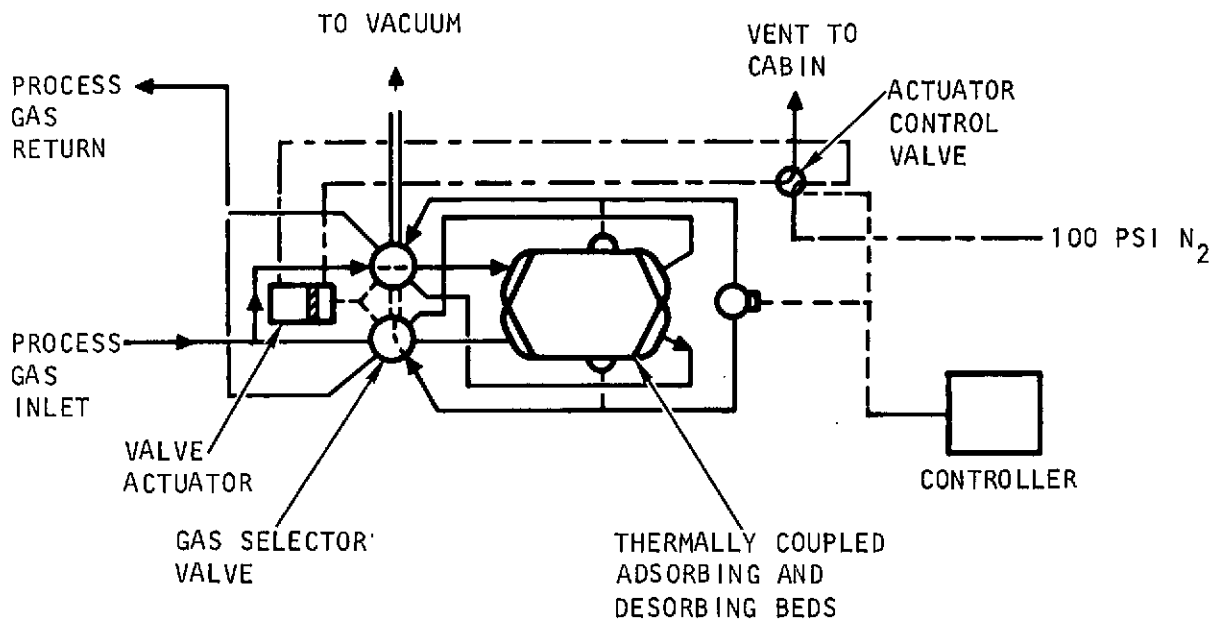 TO VACUUM
VENT TO
CABIN
PROCESS
GAS
RETURN
ACTUATOR
CONTROL
VALVE
100 PSI N₂
PROCESS
GAS
INLET
VALVE
ACTUATOR
GAS SELECTOR
VALVE
THERMALLY COUPLED
ADSORBING AND
DESORBING BEDS
CONTROLLER